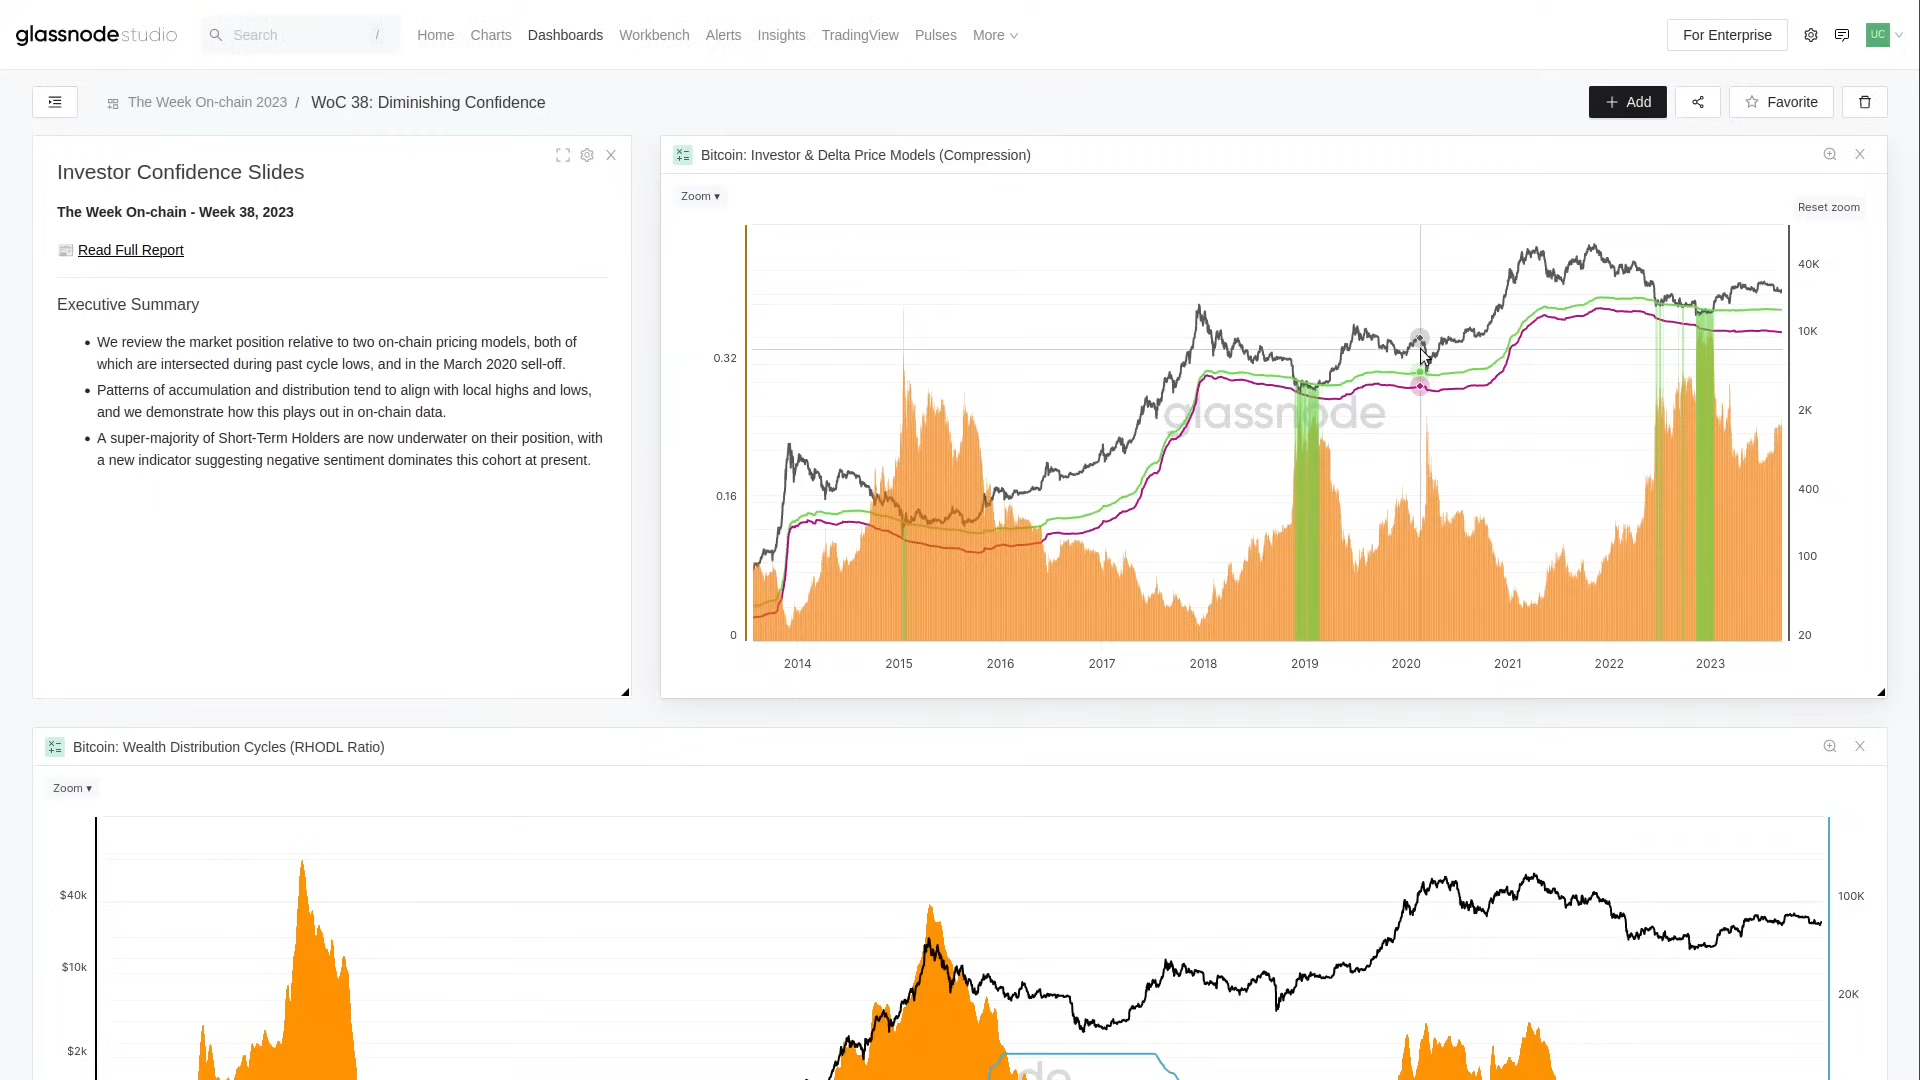 glassnodestudio
Search
/
Home
Charts
Dashboards
Workbench
Alerts
Insights
TradingView
Pulses
More
For Enterprise
UC
The Week On-chain 2023 / WoC 38: Diminishing Confidence
Add
Favorite
Investor Confidence Slides
The Week On-chain - Week 38, 2023
Read Full Report
Executive Summary
• We review the market position relative to two on-chain pricing models, both of
which are intersected during past cycle lows, and in the March 2020 sell-off.
• Patterns of accumulation and distribution tend to align with local highs and lows,
and we demonstrate how this plays out in on-chain data.
• A super-majority of Short-Term Holders are now underwater on their position, with
a new indicator suggesting negative sentiment dominates this cohort at present.
Bitcoin: Investor & Delta Price Models (Compression)
Zoom ▾
Reset zoom
0.32
0.16
0
40K
10K
2K
400
100
20
glassnode
2014
2015
2016
2017
2018
2019
2020
2021
2022
2023
Bitcoin: Wealth Distribution Cycles (RHODL Ratio)
Zoom ▾
$40k
$10k
$2k
100K
20K